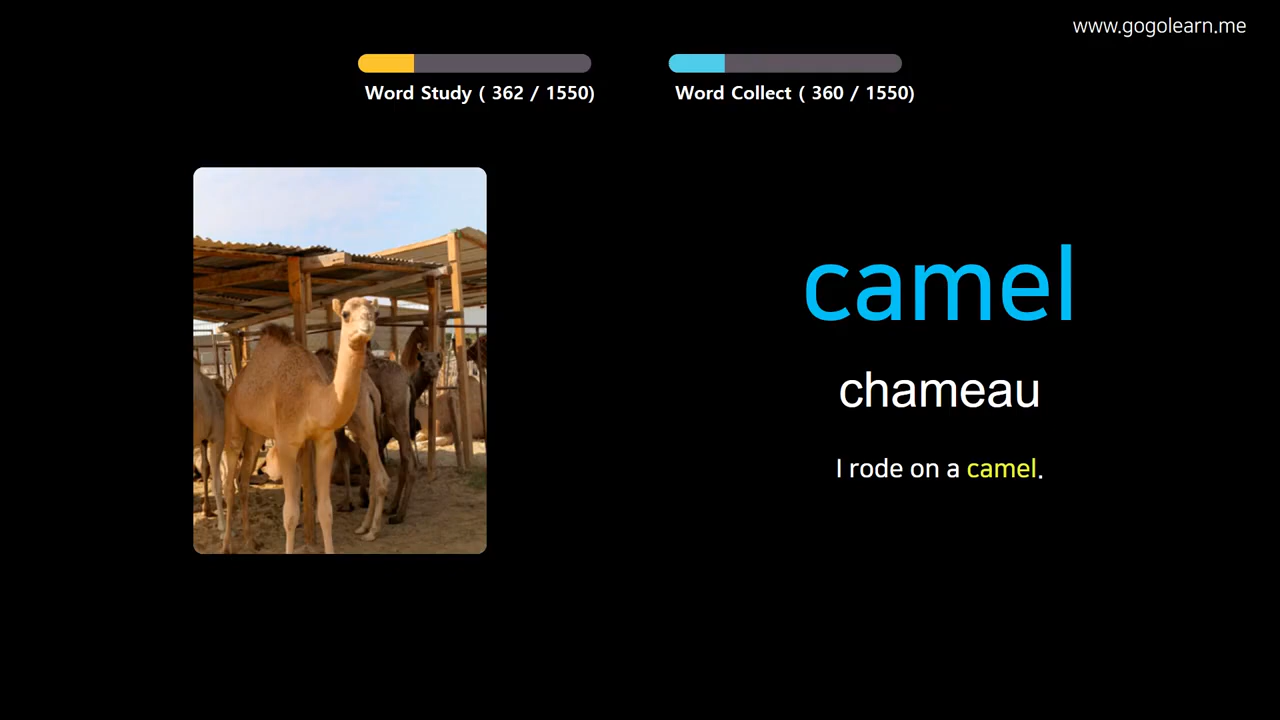 www.gogolearn.me
Word Study ( 362 / 1550)
Word Collect ( 360 / 1550)
camel
chameau
I rode on a camel.